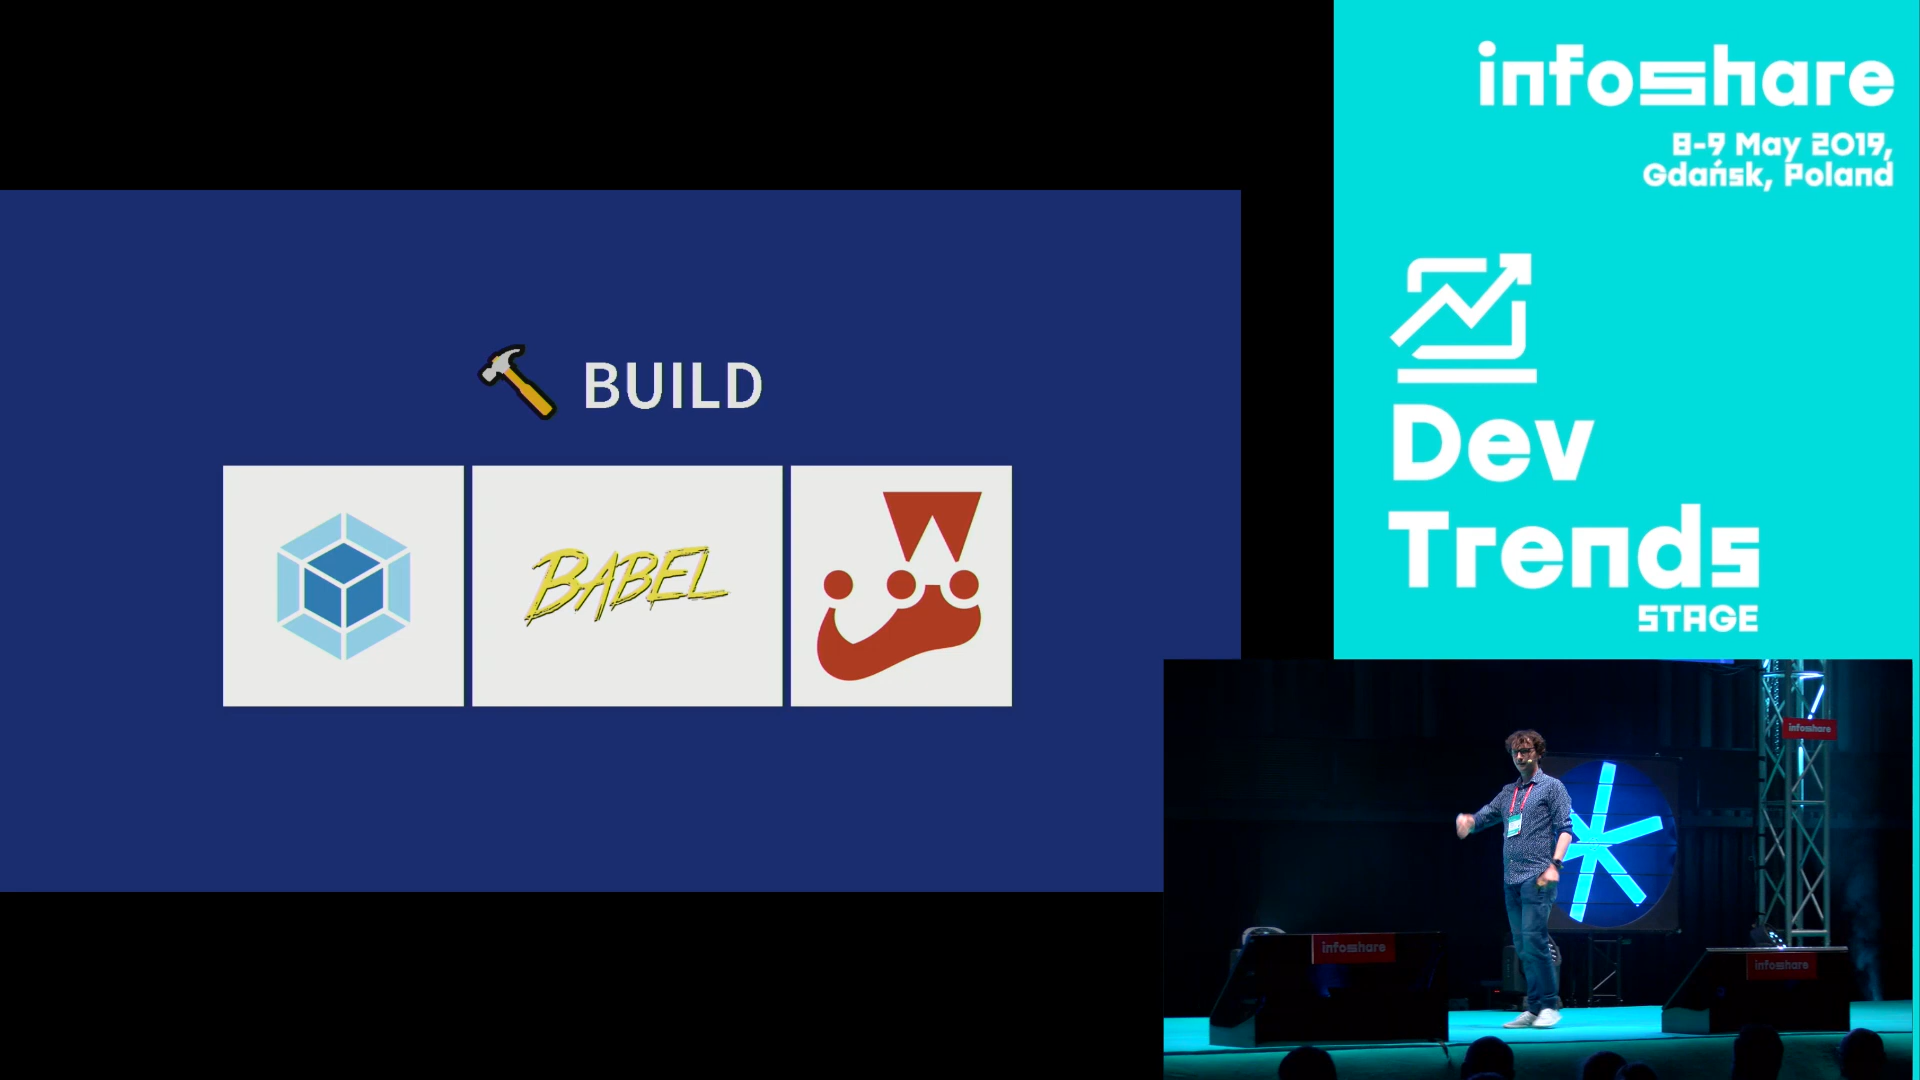 BUILD
BABEL
infoshare
8-9 May 2019,
Gdańsk, Poland
Dev
Trends
STAGE
infoshare
infoshare
infoshare